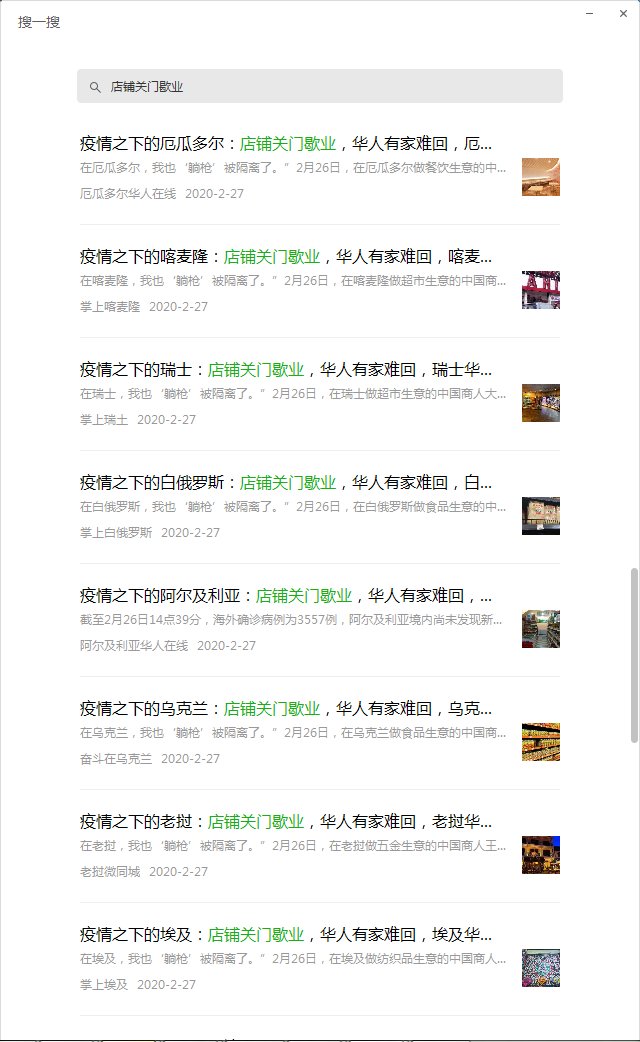 搜一搜
店铺关门歇业
疫情之下的厄瓜多尔：店铺关门歇业，华人有家难回，厄...
在厄瓜多尔，我也‘躺枪’被隔离了。”2月26日，在厄瓜多尔做餐饮生意的中...
厄瓜多尔华人在线 2020-2-27
疫情之下的喀麦隆：店铺关门歇业，华人有家难回，喀麦...
在喀麦隆，我也‘躺枪’被隔离了。”2月26日，在喀麦隆做超市生意的中国商...
掌上喀麦隆 2020-2-27
疫情之下的瑞士：店铺关门歇业，华人有家难回，瑞士华...
在瑞士，我也‘躺枪’被隔离了。”2月26日，在瑞士做超市生意的中国商人大...
掌上瑞士 2020-2-27
疫情之下的白俄罗斯：店铺关门歇业，华人有家难回，白...
在白俄罗斯，我也‘躺枪’被隔离了。”2月26日，在白俄罗斯做食品生意的中...
掌上白俄罗斯 2020-2-27
疫情之下的阿尔及利亚：店铺关门歇业，华人有家难回，...
截至2月26日14点39分，海外确诊病例为3557例，阿尔及利亚境内尚未发现新...
阿尔及利亚华人在线 2020-2-27
疫情之下的乌克兰：店铺关门歇业，华人有家难回，乌克...
在乌克兰，我也‘躺枪’被隔离了。”2月26日，在乌克兰做食品生意的中国商...
奋斗在乌克兰 2020-2-27
疫情之下的老挝：店铺关门歇业，华人有家难回，老挝华...
在老挝，我也‘躺枪’被隔离了。”2月26日，在老挝做五金生意的中国商人王...
老挝微同城 2020-2-27
疫情之下的埃及：店铺关门歇业，华人有家难回，埃及华...
在埃及，我也‘躺枪’被隔离了。”2月26日，在埃及做纺织品生意的中国商人...
掌上埃及 2020-2-27